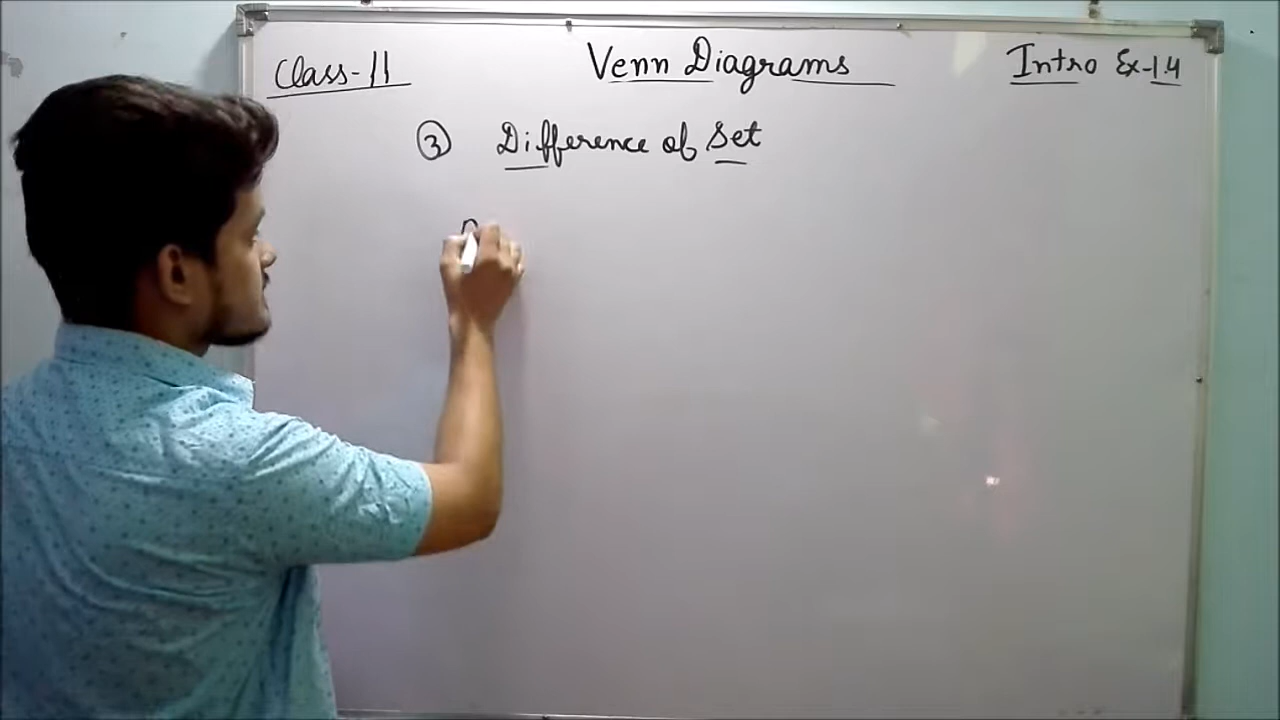 Class-11 Venn Diagrams Intro Ex-1.4
③ Difference of Set